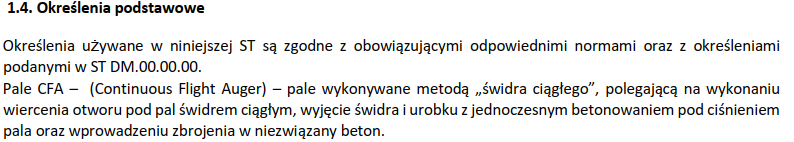 1.4. Określenia podstawowe
Określenia używane w niniejszej ST są zgodne z obowiązującymi odpowiednimi normami oraz z określeniami
podanymi w ST DM.00.00.00.
Pale CFA – (Continuous Flight Auger) – pale wykonywane metodą „świdra ciągłego”, polegającą na wykonaniu
wiercenia otworu pod pal świdrem ciągłym, wyjęcie świdra i urobku z jednoczesnym betonowaniem pod ciśnieniem
pala oraz wprowadzeniu zbrojenia w niezwiązany beton.